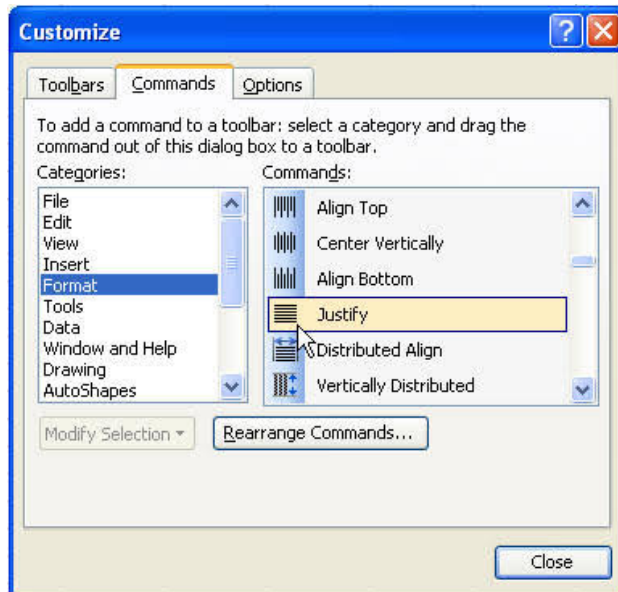 Customize
Toolbars Commands Options
To add a command to a toolbar: select a category and drag the
command out of this dialog box to a toolbar.
Categories:
File
Edit
View
Insert
Format
Tools
Data
Window and Help
Drawing
AutoShapes
Commands:
Align Top
Center Vertically
Align Bottom
Justify
Distributed Align
Vertically Distributed
Modify Selection
Rearrange Commands...
Close